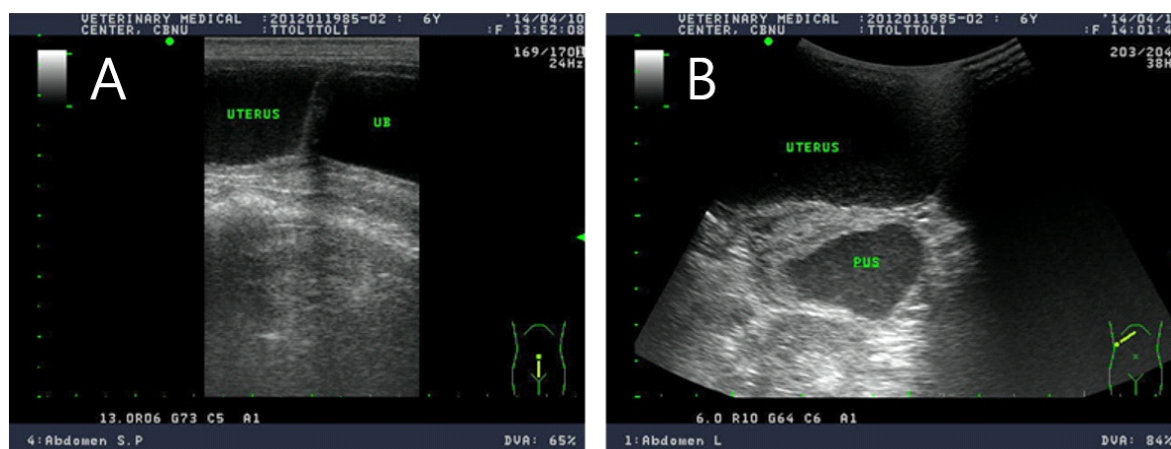 A
VETERINARY MEDICAL :2012011985-02 : 6Y '14/04/10
CENTER, CBNU :TTOLTTOLI :F 13:52:08
169/170
24Hz
UTERUS
UB
13.0R06 G73 C5 A1
4:Abdomen S.P DVA: 65%
B
VETERINARY MEDICAL :2012011985-02 : 6Y '14/04/1
CENTER, CBNU :TTOLTTOLI :F 14:01:4
203/204
38H
UTERUS
PUS
6.0 R10 G64 C6 A1
1:Abdomen L DVA: 84%